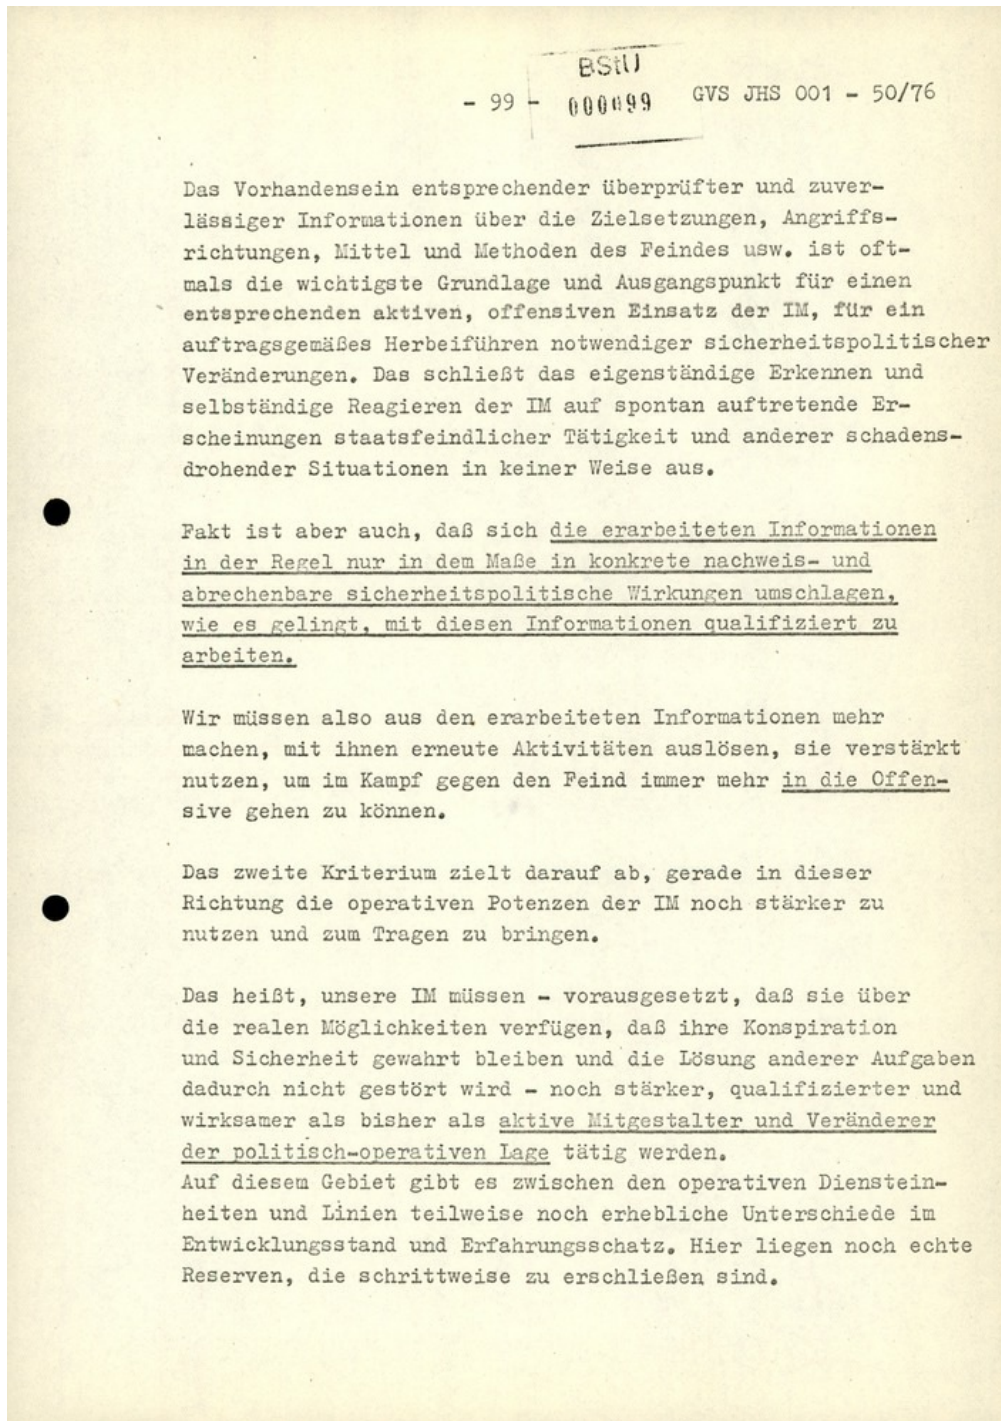 BStU
- 99 - 000099 GVS JHS 001 - 50/76
Das Vorhandensein entsprechender überprüfter und zuver-
lässiger Informationen über die Zielsetzungen, Angriffs-
richtungen, Mittel und Methoden des Feindes usw. ist oft-
mals die wichtigste Grundlage und Ausgangspunkt für einen
entsprechenden aktiven, offensiven Einsatz der IM, für ein
auftragsgemäßes Herbeiführen notwendiger sicherheitspolitischer
Veränderungen. Das schließt das eigenständige Erkennen und
selbständige Reagieren der IM auf spontan auftretende Er-
scheinungen staatsfeindlicher Tätigkeit und anderer schadens-
drohender Situationen in keiner Weise aus.
Fakt ist aber auch, daß sich die erarbeiteten Informationen
in der Regel nur in dem Maße in konkrete nachweis- und
abrechenbare sicherheitspolitische Wirkungen umschlagen,
wie es gelingt, mit diesen Informationen qualifiziert zu
arbeiten.
Wir müssen also aus den erarbeiteten Informationen mehr
machen, mit ihnen erneute Aktivitäten auslösen, sie verstärkt
nutzen, um im Kampf gegen den Feind immer mehr in die Offen-
sive gehen zu können.
Das zweite Kriterium zielt darauf ab, gerade in dieser
Richtung die operativen Potenzen der IM noch stärker zu
nutzen und zum Tragen zu bringen.
Das heißt, unsere IM müssen - vorausgesetzt, daß sie über
die realen Möglichkeiten verfügen, daß ihre Konspiration
und Sicherheit gewahrt bleiben und die Lösung anderer Aufgaben
dadurch nicht gestört wird - noch stärker, qualifizierter und
wirksamer als bisher als aktive Mitgestalter und Veränderer
der politisch-operativen Lage tätig werden.
Auf diesem Gebiet gibt es zwischen den operativen Dienstein-
heiten und Linien teilweise noch erhebliche Unterschiede im
Entwicklungsstand und Erfahrungsschatz. Hier liegen noch echte
Reserven, die schrittweise zu erschließen sind.